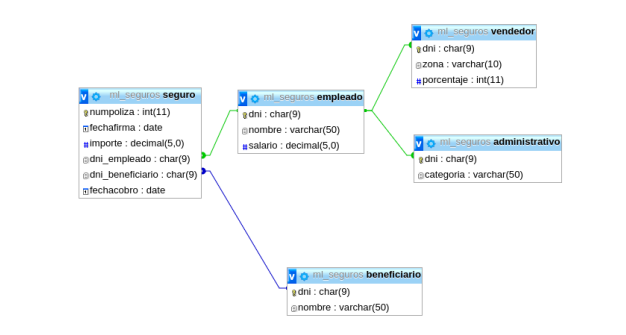 ml_seguros vendedor
dni : char(9)
zona : varchar(10)
porcentaje : int(11)
ml_seguros seguro
numpoliza : int(11)
fechafirma : date
importe : decimal(5,0)
dni_empleado : char(9)
dni_beneficiario : char(9)
fechacobro : date
ml_seguros empleado
dni : char(9)
nombre : varchar(50)
salario : decimal(5,0)
ml_seguros administrativo
dni : char(9)
categoria : varchar(50)
ml_seguros beneficiario
dni : char(9)
nombre : varchar(50)